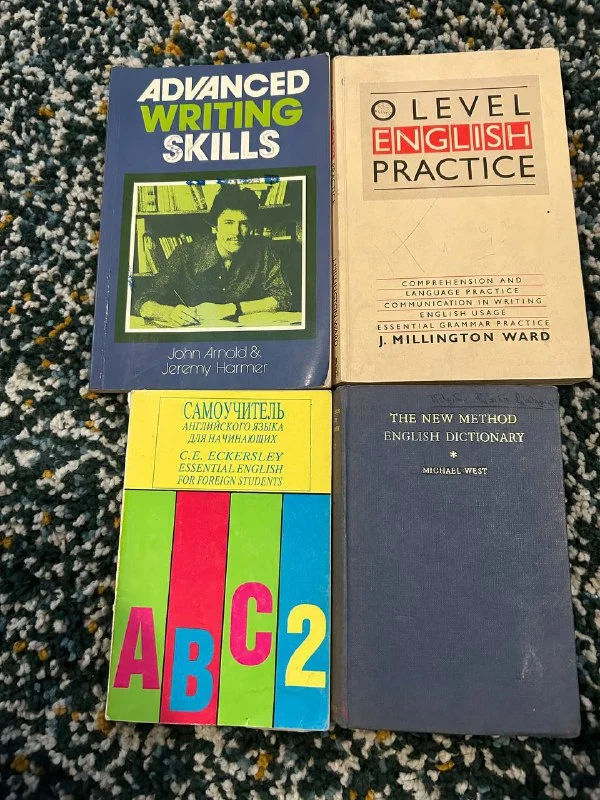 ADVANCED
WRITING
SKILLS
John Arnold &
Jeremy Harmer
O LEVEL
ENGLISH
PRACTICE
COMPREHENSION AND
LANGUAGE PRACTICE
COMMUNICATION IN WRITING
ENGLISH USAGE
ESSENTIAL GRAMMAR PRACTICE
J. MILLINGTON WARD
САМОУЧИТЕЛЬ
АНГЛИЙСКОГО ЯЗЫКА
ДЛЯ НАЧИНАЮЩИХ
C.E. ECKERSLEY
ESSENTIAL ENGLISH
FOR FOREIGN STUDENTS
ABC2
THE NEW METHOD
ENGLISH DICTIONARY
*
MICHAEL WEST